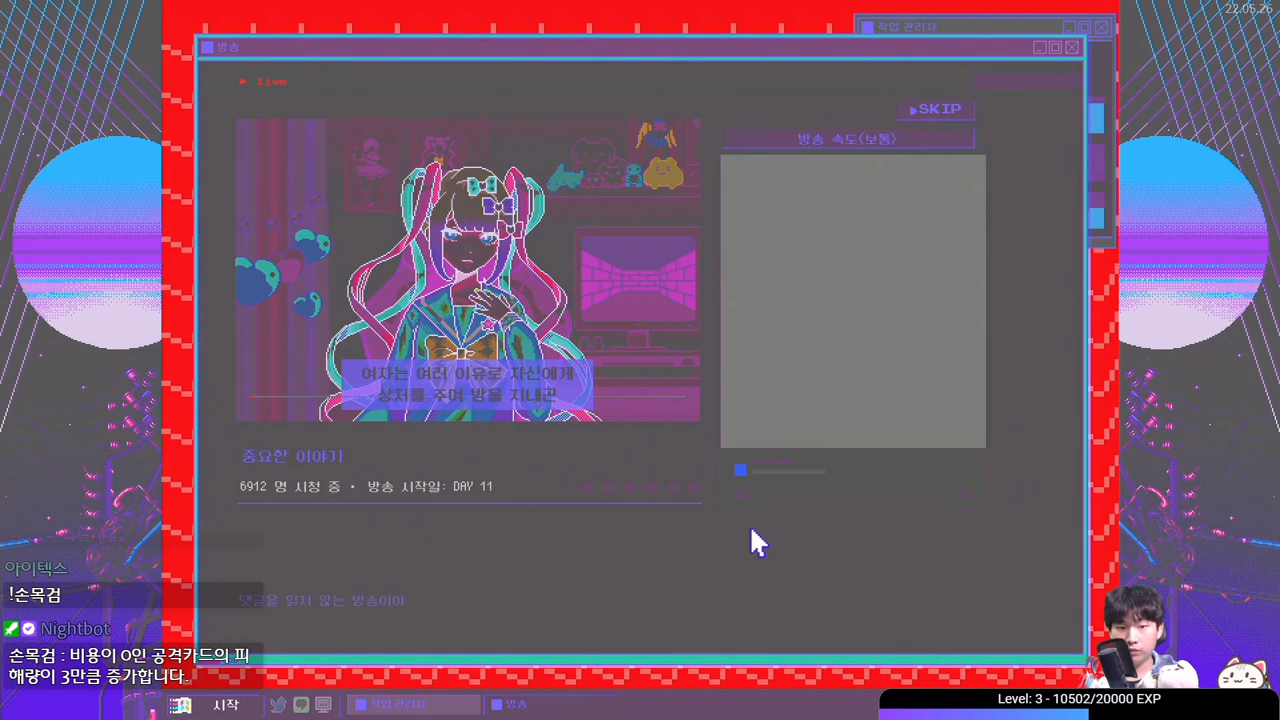 22.05.26
작업 관리자
방송
▶ live
▶SKIP
방송 속도(보통)
여자는 여러 이유로 자신에게
상처를 주며 밤을 지내곤
중요한 이야기
6912 명 시청 중 · 방송 시작일: DAY 11
아이텍스
!손목검
댓글을 읽지 않는 방송이야
Nightbot
손목검 : 비용이 0인 공격카드의 피
해량이 3만큼 증가합니다.
시작
작업 관리자
방송
Level: 3 - 10502/20000 EXP